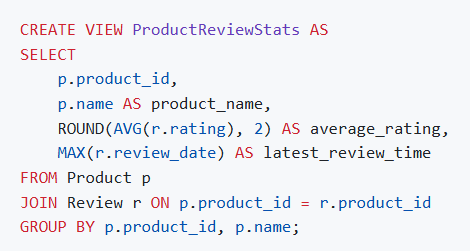 CREATE VIEW ProductReviewStats AS
SELECT
    p.product_id,
    p.name AS product_name,
    ROUND(AVG(r.rating), 2) AS average_rating,
    MAX(r.review_date) AS latest_review_time
FROM Product p
JOIN Review r ON p.product_id = r.product_id
GROUP BY p.product_id, p.name;